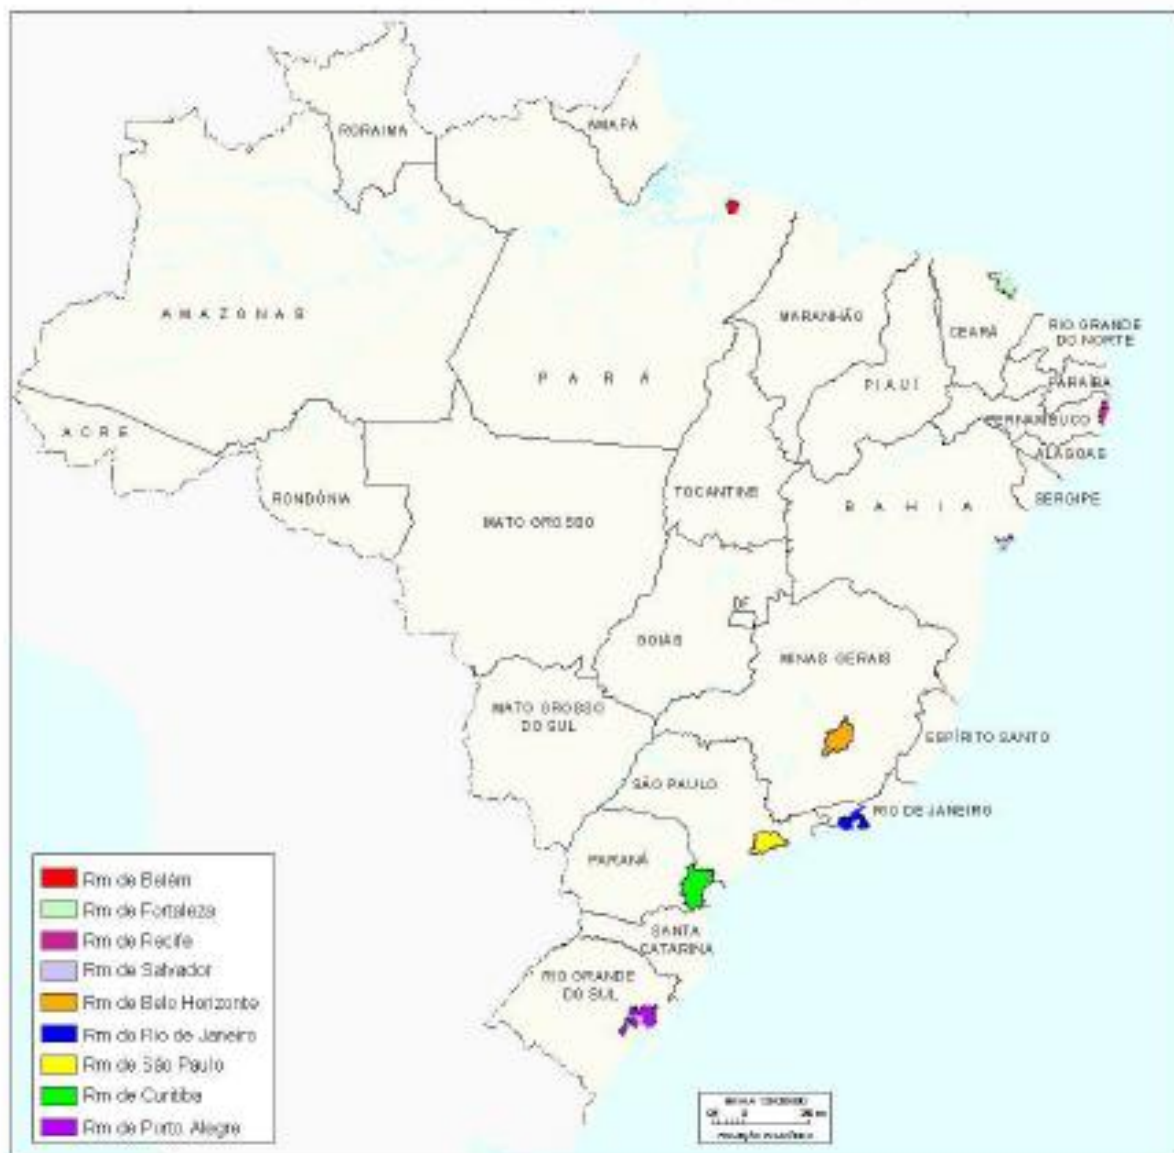 RORAIMA
AMAPÁ
AMAZONAS
PARÁ
MARANHÃO
CEARÁ
RIO GRANDE
DO NORTE
PIAUÍ
PARAÍBA
PERNAMBUCO
ALAGOAS
SERGIPE
ACRE
RONDÔNIA
MATO GROSSO
TOCANTINE
BAHIA
DF
GOIÁS
MINAS GERAIS
MATO GROSSO
DO SUL
ESPÍRITO SANTO
SÃO PAULO
RIO DE JANEIRO
PARANÁ
SANTA
CATARINA
RIO GRANDE
DO SUL
Rm de Belém
Rm de Fortaleza
Rm de Recife
Rm de Salvador
Rm de Belo Horizonte
Rm do Rio de Janeiro
Rm de São Paulo
Rm de Curitiba
Rm de Porto Alegre